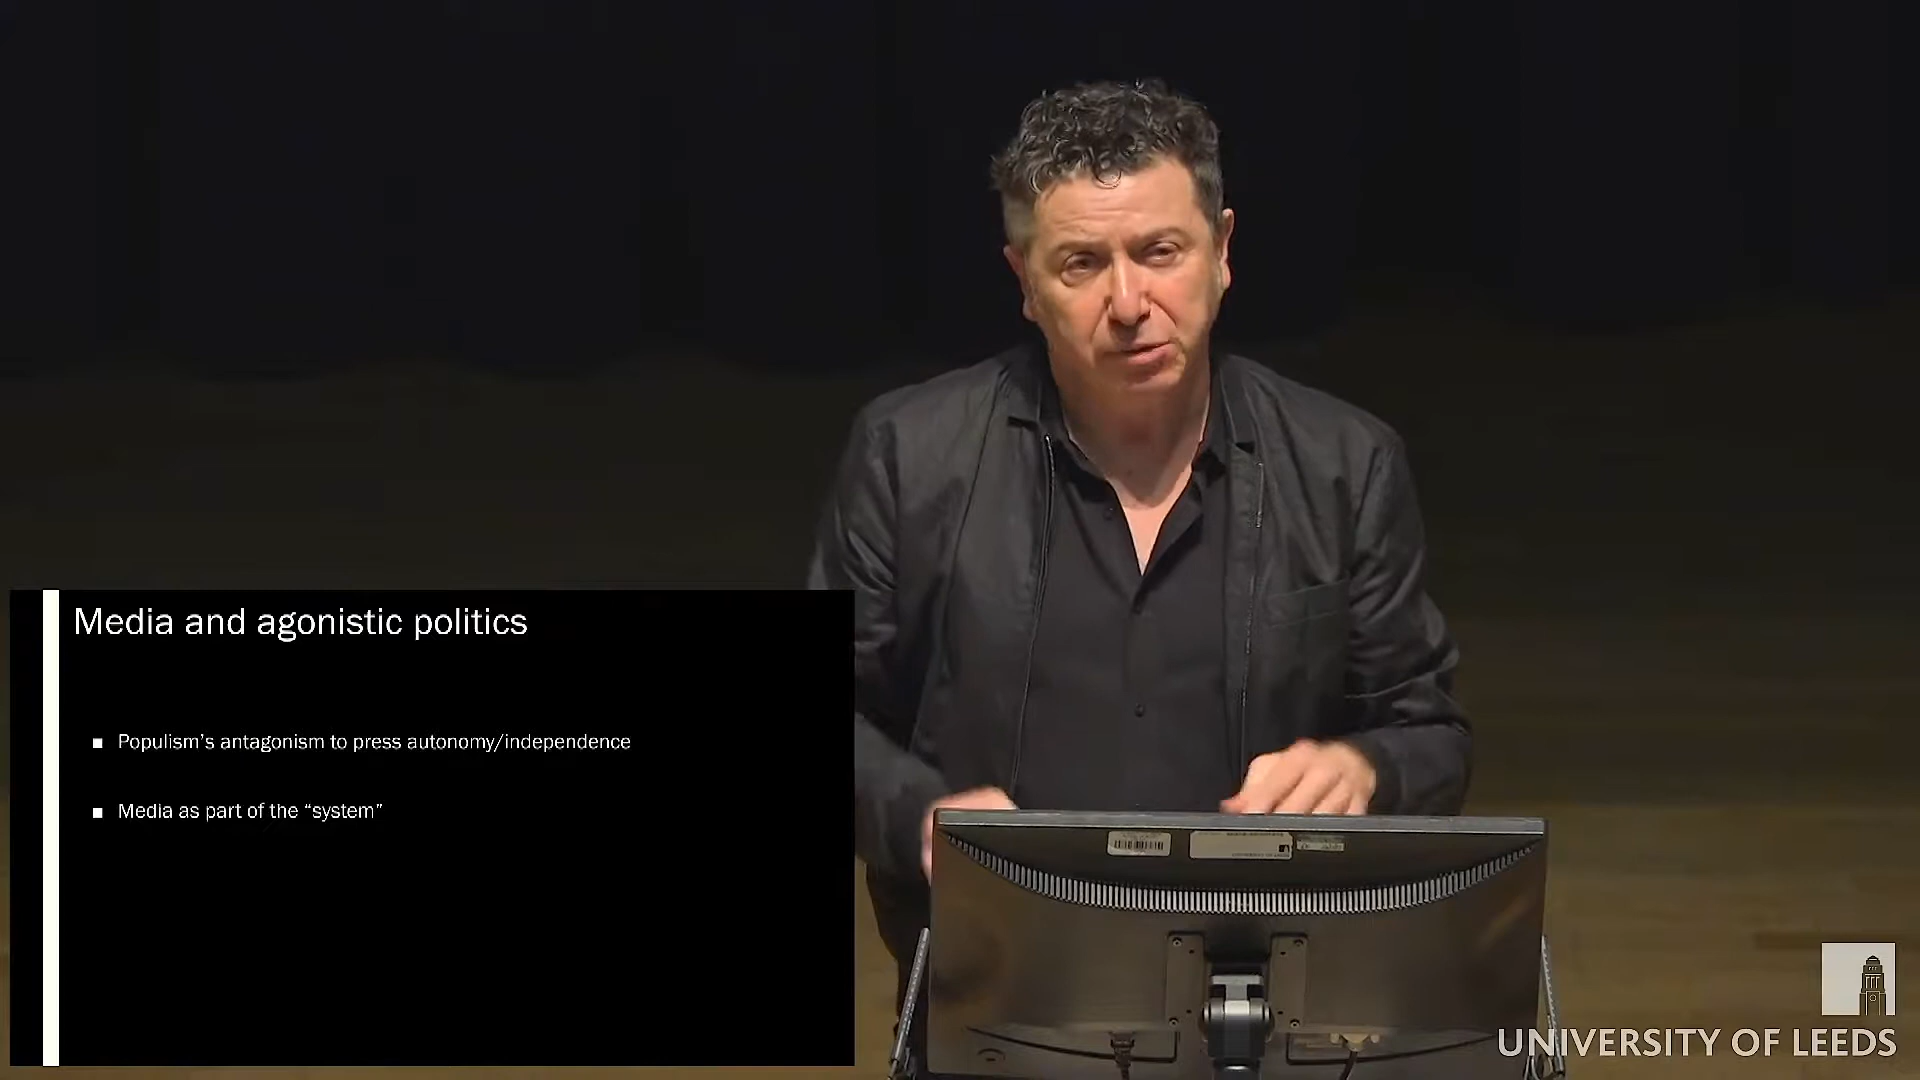 Media and agonistic politics
■ Populism’s antagonism to press autonomy/independence
■ Media as part of the “system”
UNIVERSITY OF LEEDS